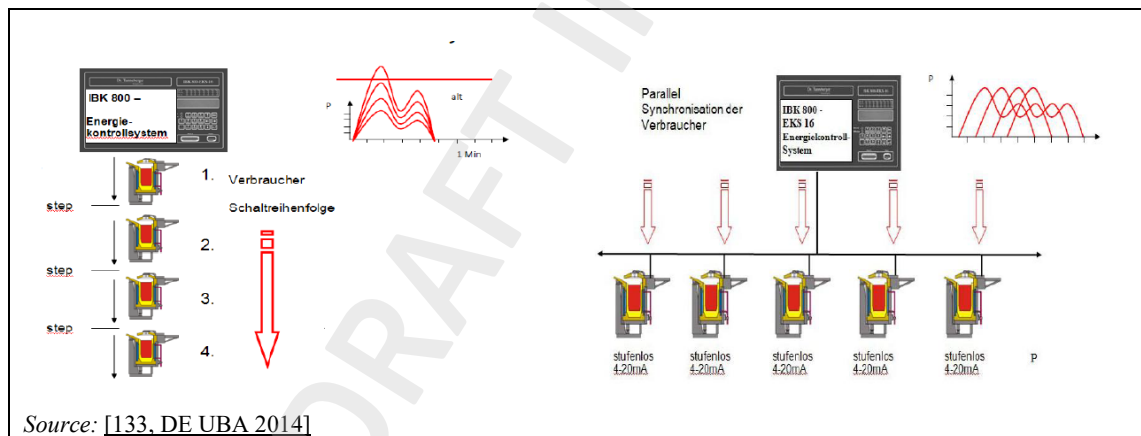 IBK 800 –
Energie-
kontrollsystem
P
alt
1 Min
1.
Verbraucher
Schaltreihenfolge
step
2.
step
3.
step
4.
Parallel
Synchronisation der
Verbraucher
IBK 800 -
EKS 16
Energiekontroll-
System
P
stufenlos
4-20mA
stufenlos
4-20mA
stufenlos
4-20mA
stufenlos
4-20mA
stufenlos
4-20mA
P
DRAFT
Source: [133, DE UBA 2014]